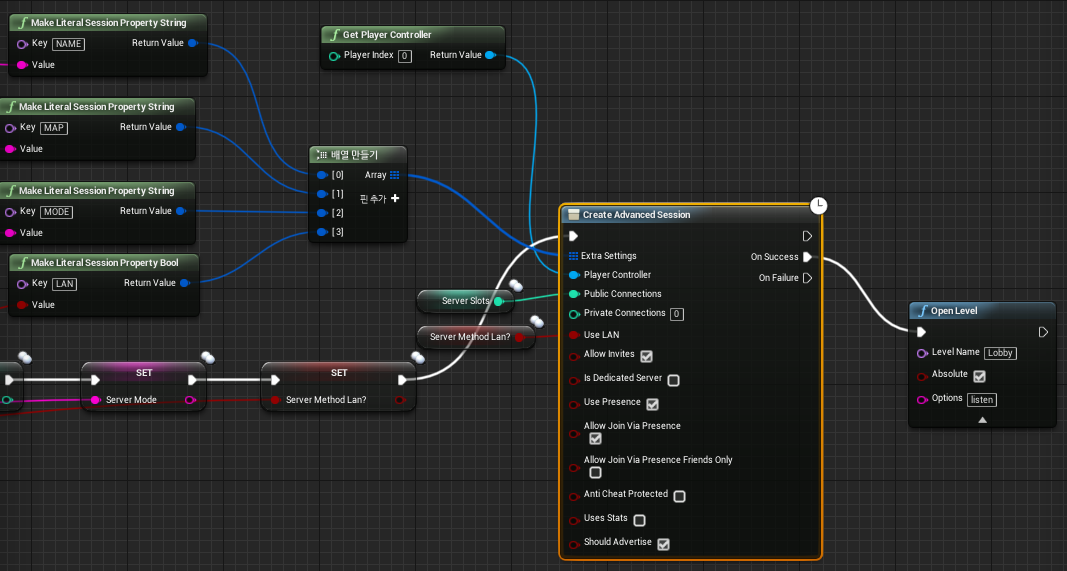 Make Literal Session Property String
Key NAME Return Value
Value
Make Literal Session Property String
Key MAP Return Value
Value
Make Literal Session Property String
Key MODE Return Value
Value
Make Literal Session Property Bool
Key LAN Return Value
Value
Get Player Controller
Player Index 0 Return Value
배열 만들기
[0] Array
[1] 핀 추가
[2]
[3]
SET
Server Mode
SET
Server Method Lan?
Server Slots
Server Method Lan?
Create Advanced Session
Extra Settings On Success
Player Controller On Failure
Public Connections
Private Connections 0
Use LAN
Allow Invites
Is Dedicated Server
Use Presence
Allow Join Via Presence
Allow Join Via Presence Friends Only
Anti Cheat Protected
Uses Stats
Should Advertise
Open Level
Level Name Lobby
Absolute
Options listen